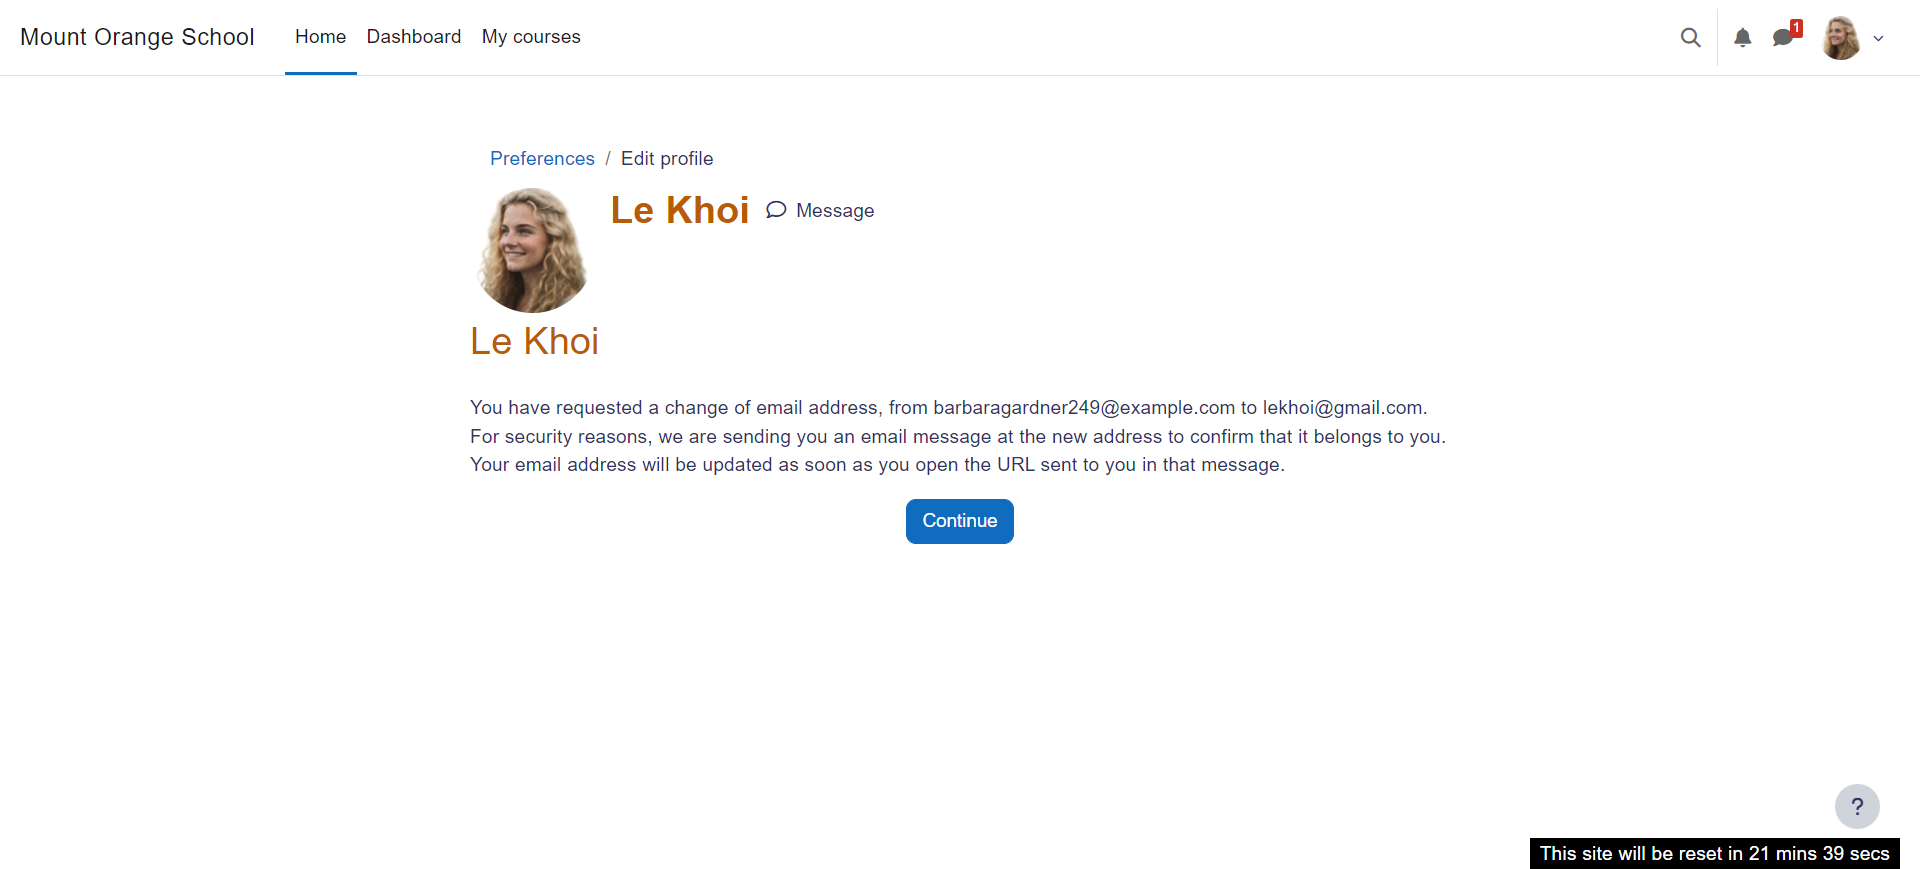 Mount Orange School Home Dashboard My courses
1
Preferences / Edit profile
Le Khoi Message
Le Khoi
You have requested a change of email address, from barbaragardner249@example.com to lekhoi@gmail.com.
For security reasons, we are sending you an email message at the new address to confirm that it belongs to you.
Your email address will be updated as soon as you open the URL sent to you in that message.
Continue
?
This site will be reset in 21 mins 39 secs